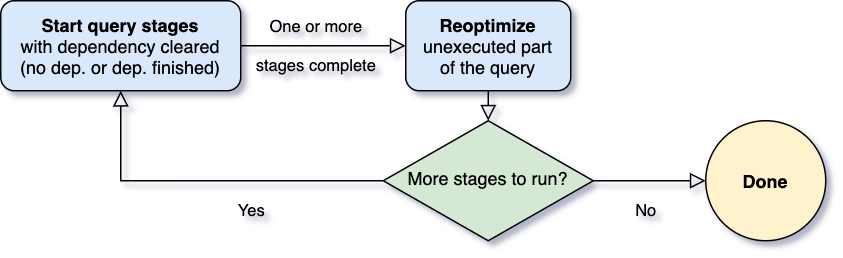 Start query stages
with dependency cleared
(no dep. or dep. finished)
One or more
stages complete
Reoptimize
unexecuted part
of the query
More stages to run?
Yes
No
Done